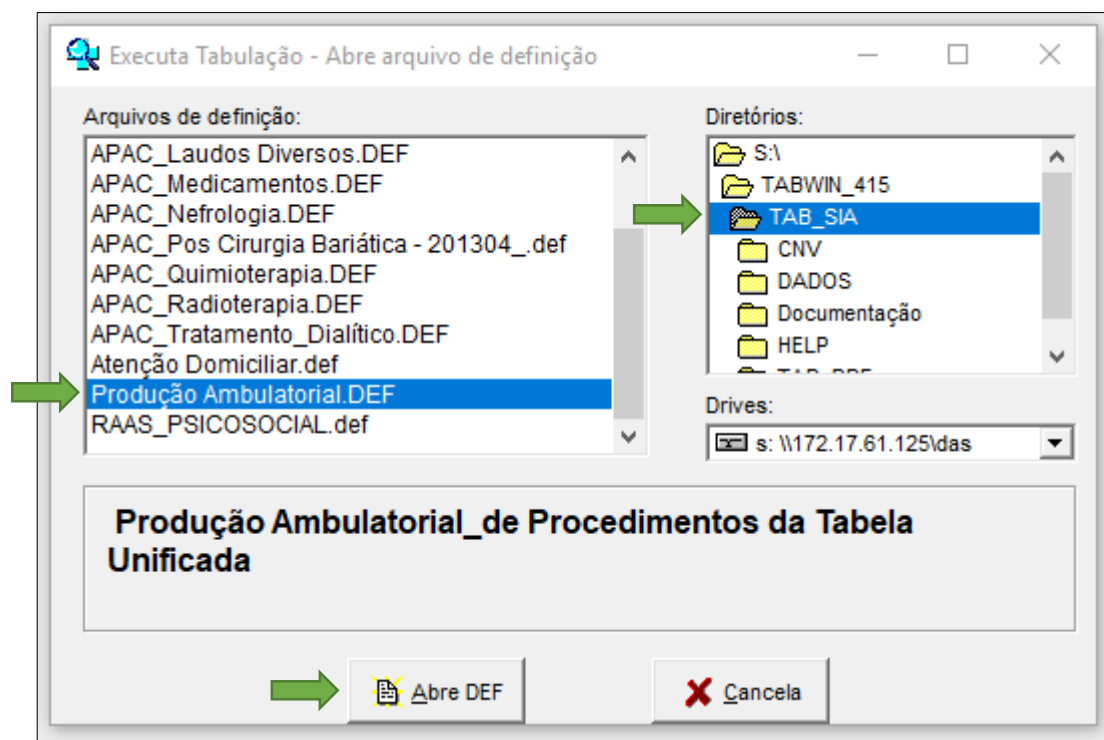 Executa Tabulação - Abre arquivo de definição
Arquivos de definição:
APAC_Laudos Diversos.DEF
APAC_Medicamentos.DEF
APAC_Nefrologia.DEF
APAC_Pos Cirurgia Bariática - 201304_.def
APAC_Quimioterapia.DEF
APAC_Radioterapia.DEF
APAC_Tratamento_Dialítico.DEF
Atenção Domiciliar.def
Produção Ambulatorial.DEF
RAAS_PSICOSOCIAL.def
Diretórios:
S:\
TABWIN_415
TAB_SIA
CNV
DADOS
Documentação
HELP
Drives:
s: \\172.17.61.125\das
Produção Ambulatorial_de Procedimentos da Tabela
Unificada
Abre DEF
Cancela